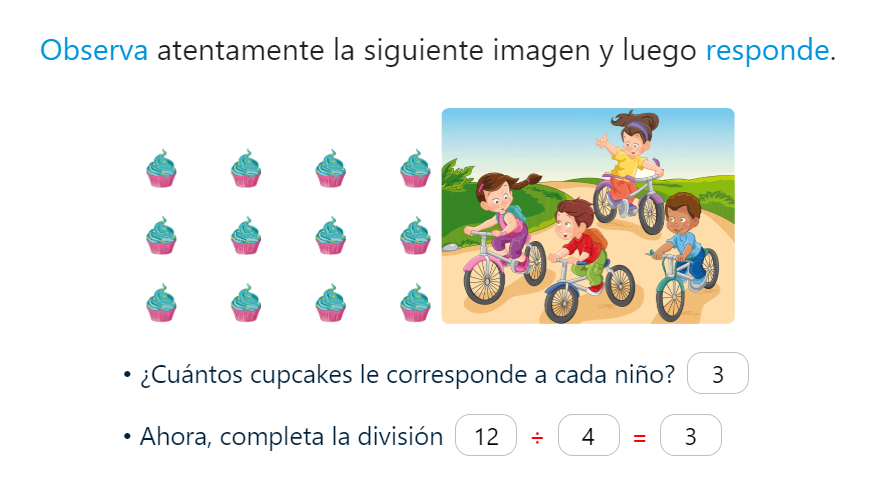 Observa atentamente la siguiente imagen y luego responde.
• ¿Cuántos cupcakes le corresponde a cada niño? 3
• Ahora, completa la división 12 ÷ 4 = 3